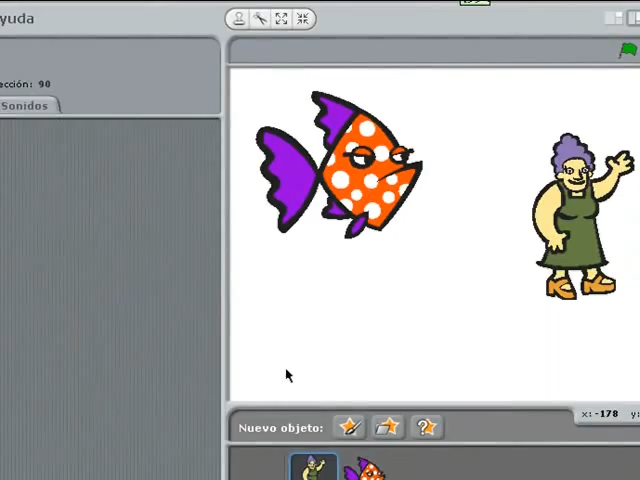 yuda
ección: 90
Sonidos
Nuevo objeto:
x: -178 y: